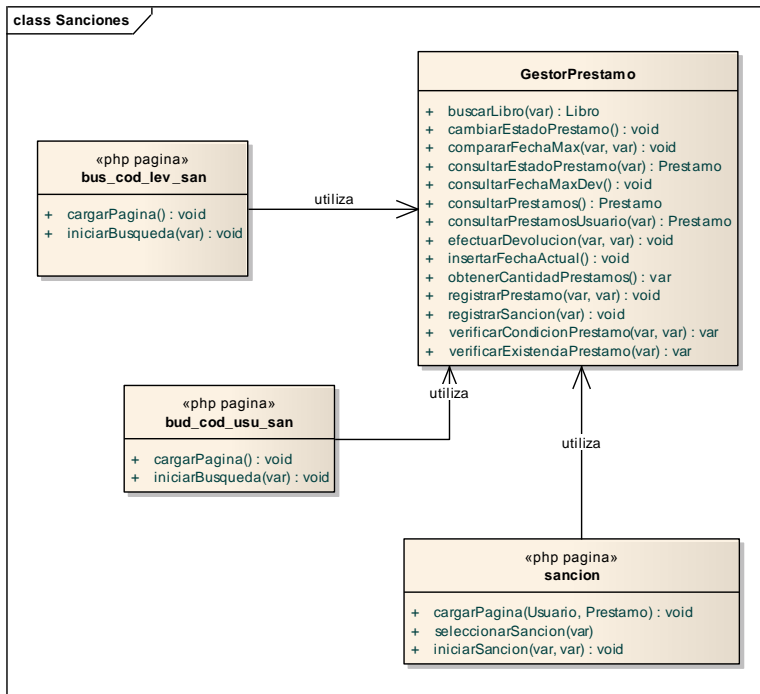 class Sanciones
GestorPrestamo
+ buscarLibro(var) : Libro
+ cambiarEstadoPrestamo() : void
+ compararFechaMax(var, var) : void
+ consultarEstadoPrestamo(var) : Prestamo
+ consultarFechaMaxDev() : void
+ consultarPrestamos() : Prestamo
+ consultarPrestamosUsuario(var) : Prestamo
+ efectuarDevolucion(var, var) : void
+ insertarFechaActual() : void
+ obtenerCantidadPrestamos() : var
+ registrarPrestamo(var, var) : void
+ registrarSancion(var) : void
+ verificarCondicionPrestamo(var, var) : var
+ verificarExistenciaPrestamo(var) : var
«php pagina»
bus_cod_lev_san
+ cargarPagina() : void
+ iniciarBusqueda(var) : void
utiliza
«php pagina»
bud_cod_usu_san
+ cargarPagina() : void
+ iniciarBusqueda(var) : void
utiliza
utiliza
«php pagina»
sancion
+ cargarPagina(Usuario, Prestamo) : void
+ seleccionarSancion(var)
+ iniciarSancion(var, var) : void